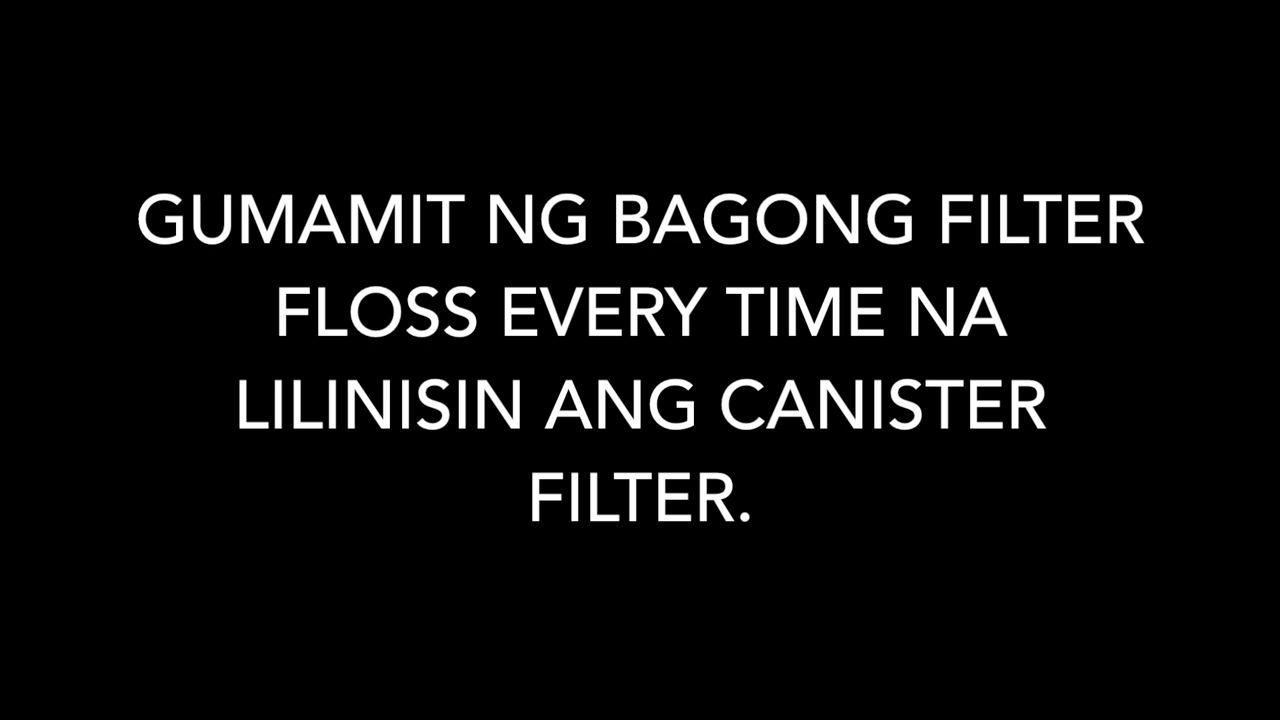 GUMAMIT NG BAGONG FILTER
FLOSS EVERY TIME NA
LILINISIN ANG CANISTER
FILTER.